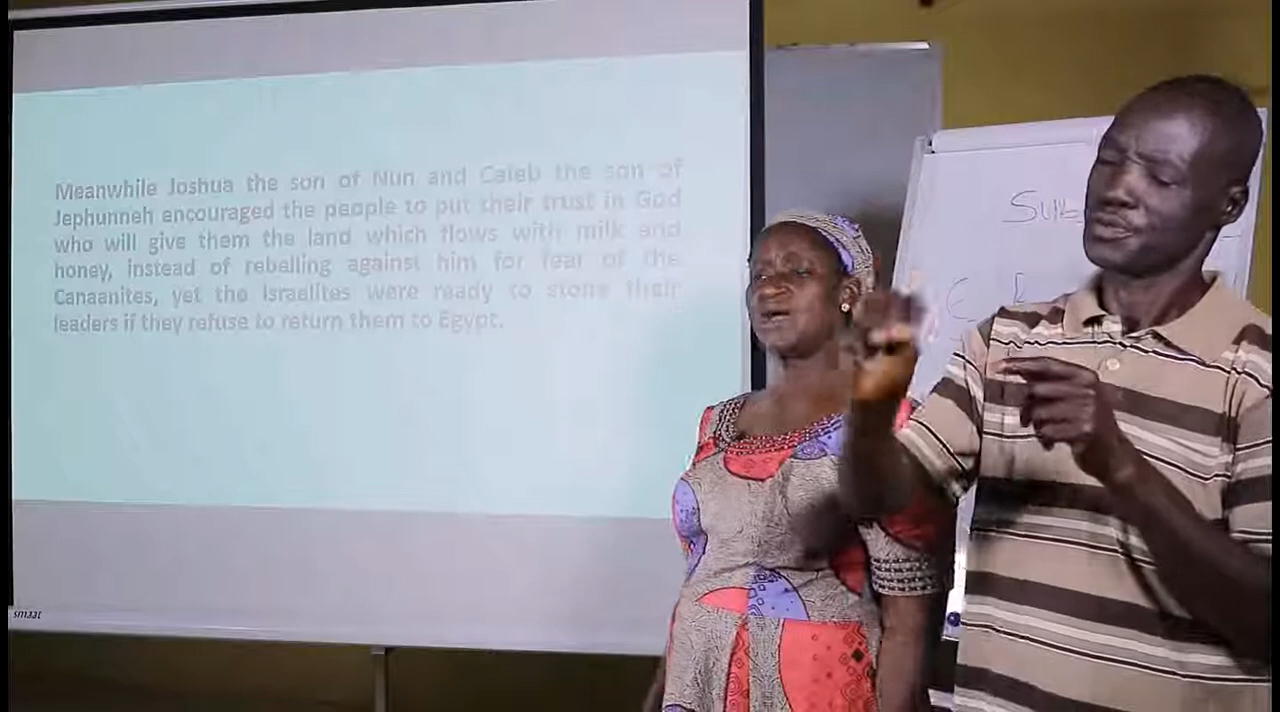 Meanwhile Joshua the son of Nun and Caleb the son of
Jephunneh encouraged the people to put their trust in God
who will give them the land which flows with milk and
honey, instead of rebelling against him for fear of the
Canaanites, yet the Israelites were ready to stone their
leaders if they refuse to return them to Egypt.
smaat